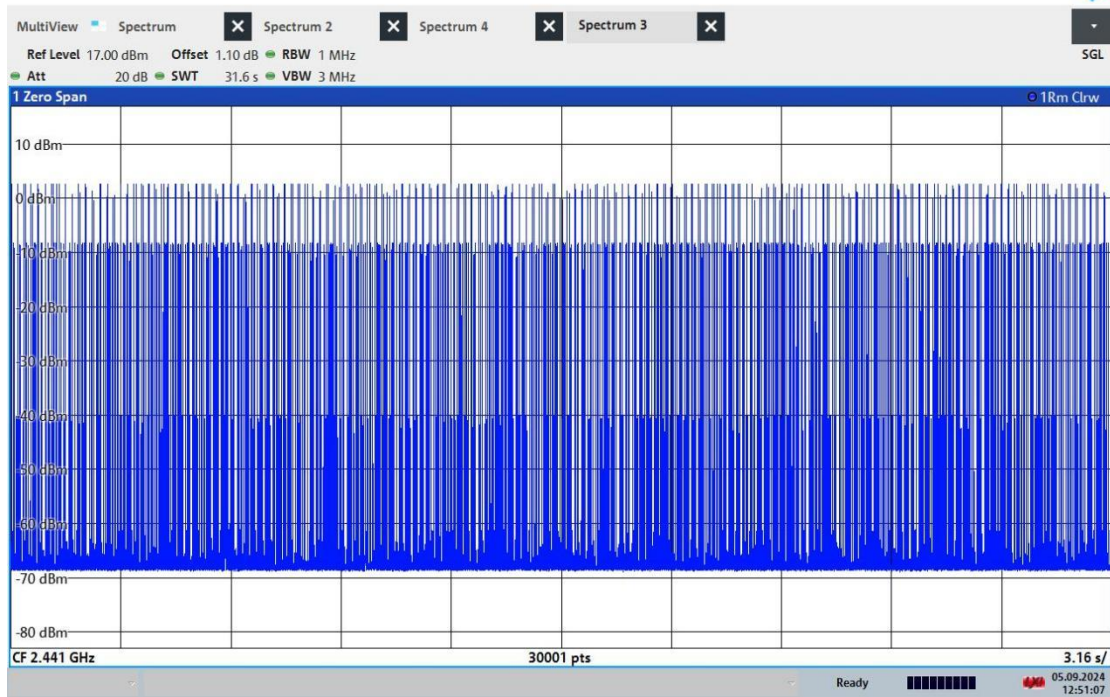 MultiView Spectrum X Spectrum 2 X Spectrum 4 X Spectrum 3 X
Ref Level 17.00 dBm Offset 1.10 dB RBW 1 MHz SGL
Att 20 dB SWT 31.6 s VBW 3 MHz
1 Zero Span 1Rm Clrw
10 dBm
0 dBm
-10 dBm
-20 dBm
-30 dBm
-40 dBm
-50 dBm
-60 dBm
-70 dBm
-80 dBm
CF 2.441 GHz 30001 pts 3.16 s/
Ready 05.09.2024
12:51:07